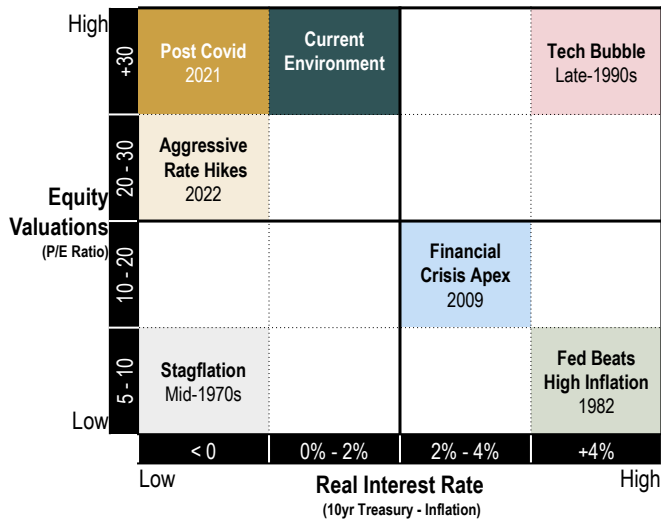 High
+30
Post Covid
2021
Current
Environment
Tech Bubble
Late-1990s
20 - 30
Aggressive
Rate Hikes
2022
Equity
Valuations
(P/E Ratio)
10 - 20
Financial
Crisis Apex
2009
5 - 10
Stagflation
Mid-1970s
Fed Beats
High Inflation
1982
Low
< 0
0% - 2%
2% - 4%
+4%
Low
Real Interest Rate
High
(10yr Treasury - Inflation)